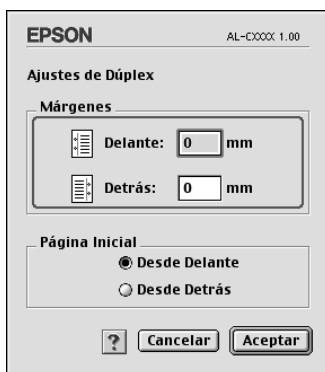 EPSON AL-CXXXX 1.00
Ajustes de Dúplex
Márgenes
Delante: 0 mm
Detrás: 0 mm
Página Inicial
Desde Delante
Desde Detrás
? Cancelar Aceptar